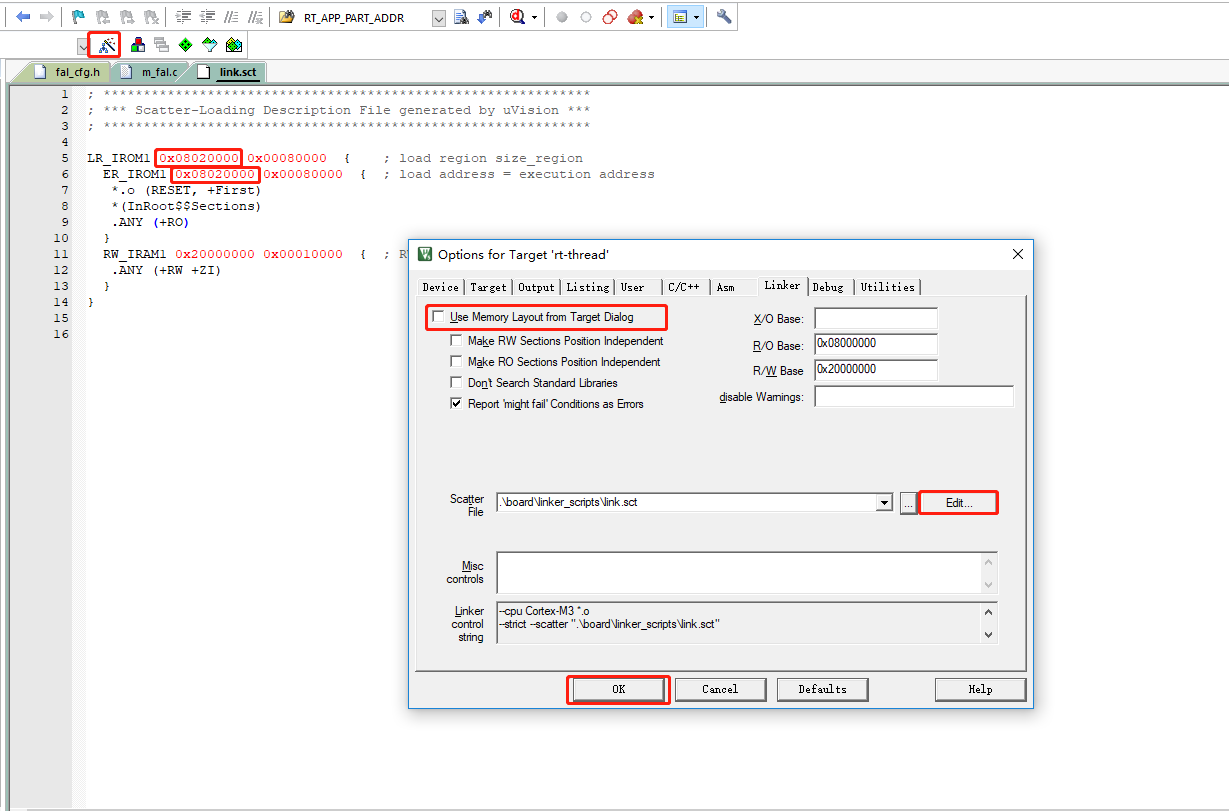 RT_APP_PART_ADDR
fal_cfg.h
m_fal.c
link.sct
1 ; *************************************************************
2 ; *** Scatter-Loading Description File generated by uVision ***
3 ; *************************************************************
4
5 LR_IROM1 0x08020000 0x00080000 { ; load region size_region
6 ER_IROM1 0x08020000 0x00080000 { ; load address = execution address
7 *.o (RESET, +First)
8 *(InRoot$$Sections)
9 .ANY (+RO)
10 }
11 RW_IRAM1 0x20000000 0x00010000 { ;
12 .ANY (+RW +ZI)
13 }
14 }
15
16
Options for Target 'rt-thread'
Device Target Output Listing User C/C++ Asm Linker Debug Utilities
Use Memory Layout from Target Dialog
Make RW Sections Position Independent
Make RO Sections Position Independent
Don't Search Standard Libraries
Report 'might fail' Conditions as Errors
X/O Base:
R/O Base: 0x08000000
R/W Base 0x20000000
disable Warnings:
Scatter
File
.\board\linker_scripts\link.sct
...
Edit...
Misc
controls
Linker
control
string
--cpu Cortex-M3 *.o
--strict --scatter ".\board\linker_scripts\link.sct"
OK
Cancel
Defaults
Help